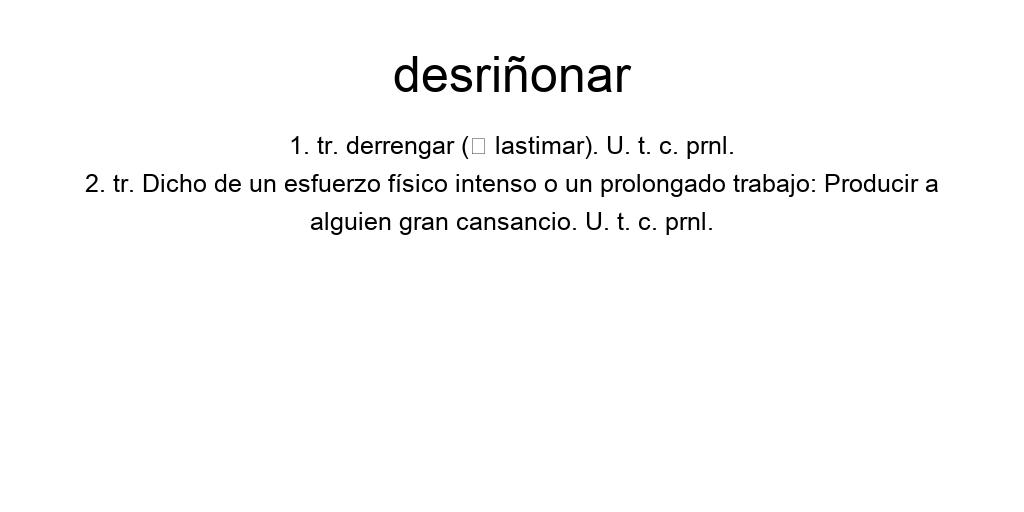 desriñonar
1. tr. derrengar (□ lastimar). U. t. c. prnl.
2. tr. Dicho de un esfuerzo físico intenso o un prolongado trabajo: Producir a
alguien gran cansancio. U. t. c. prnl.